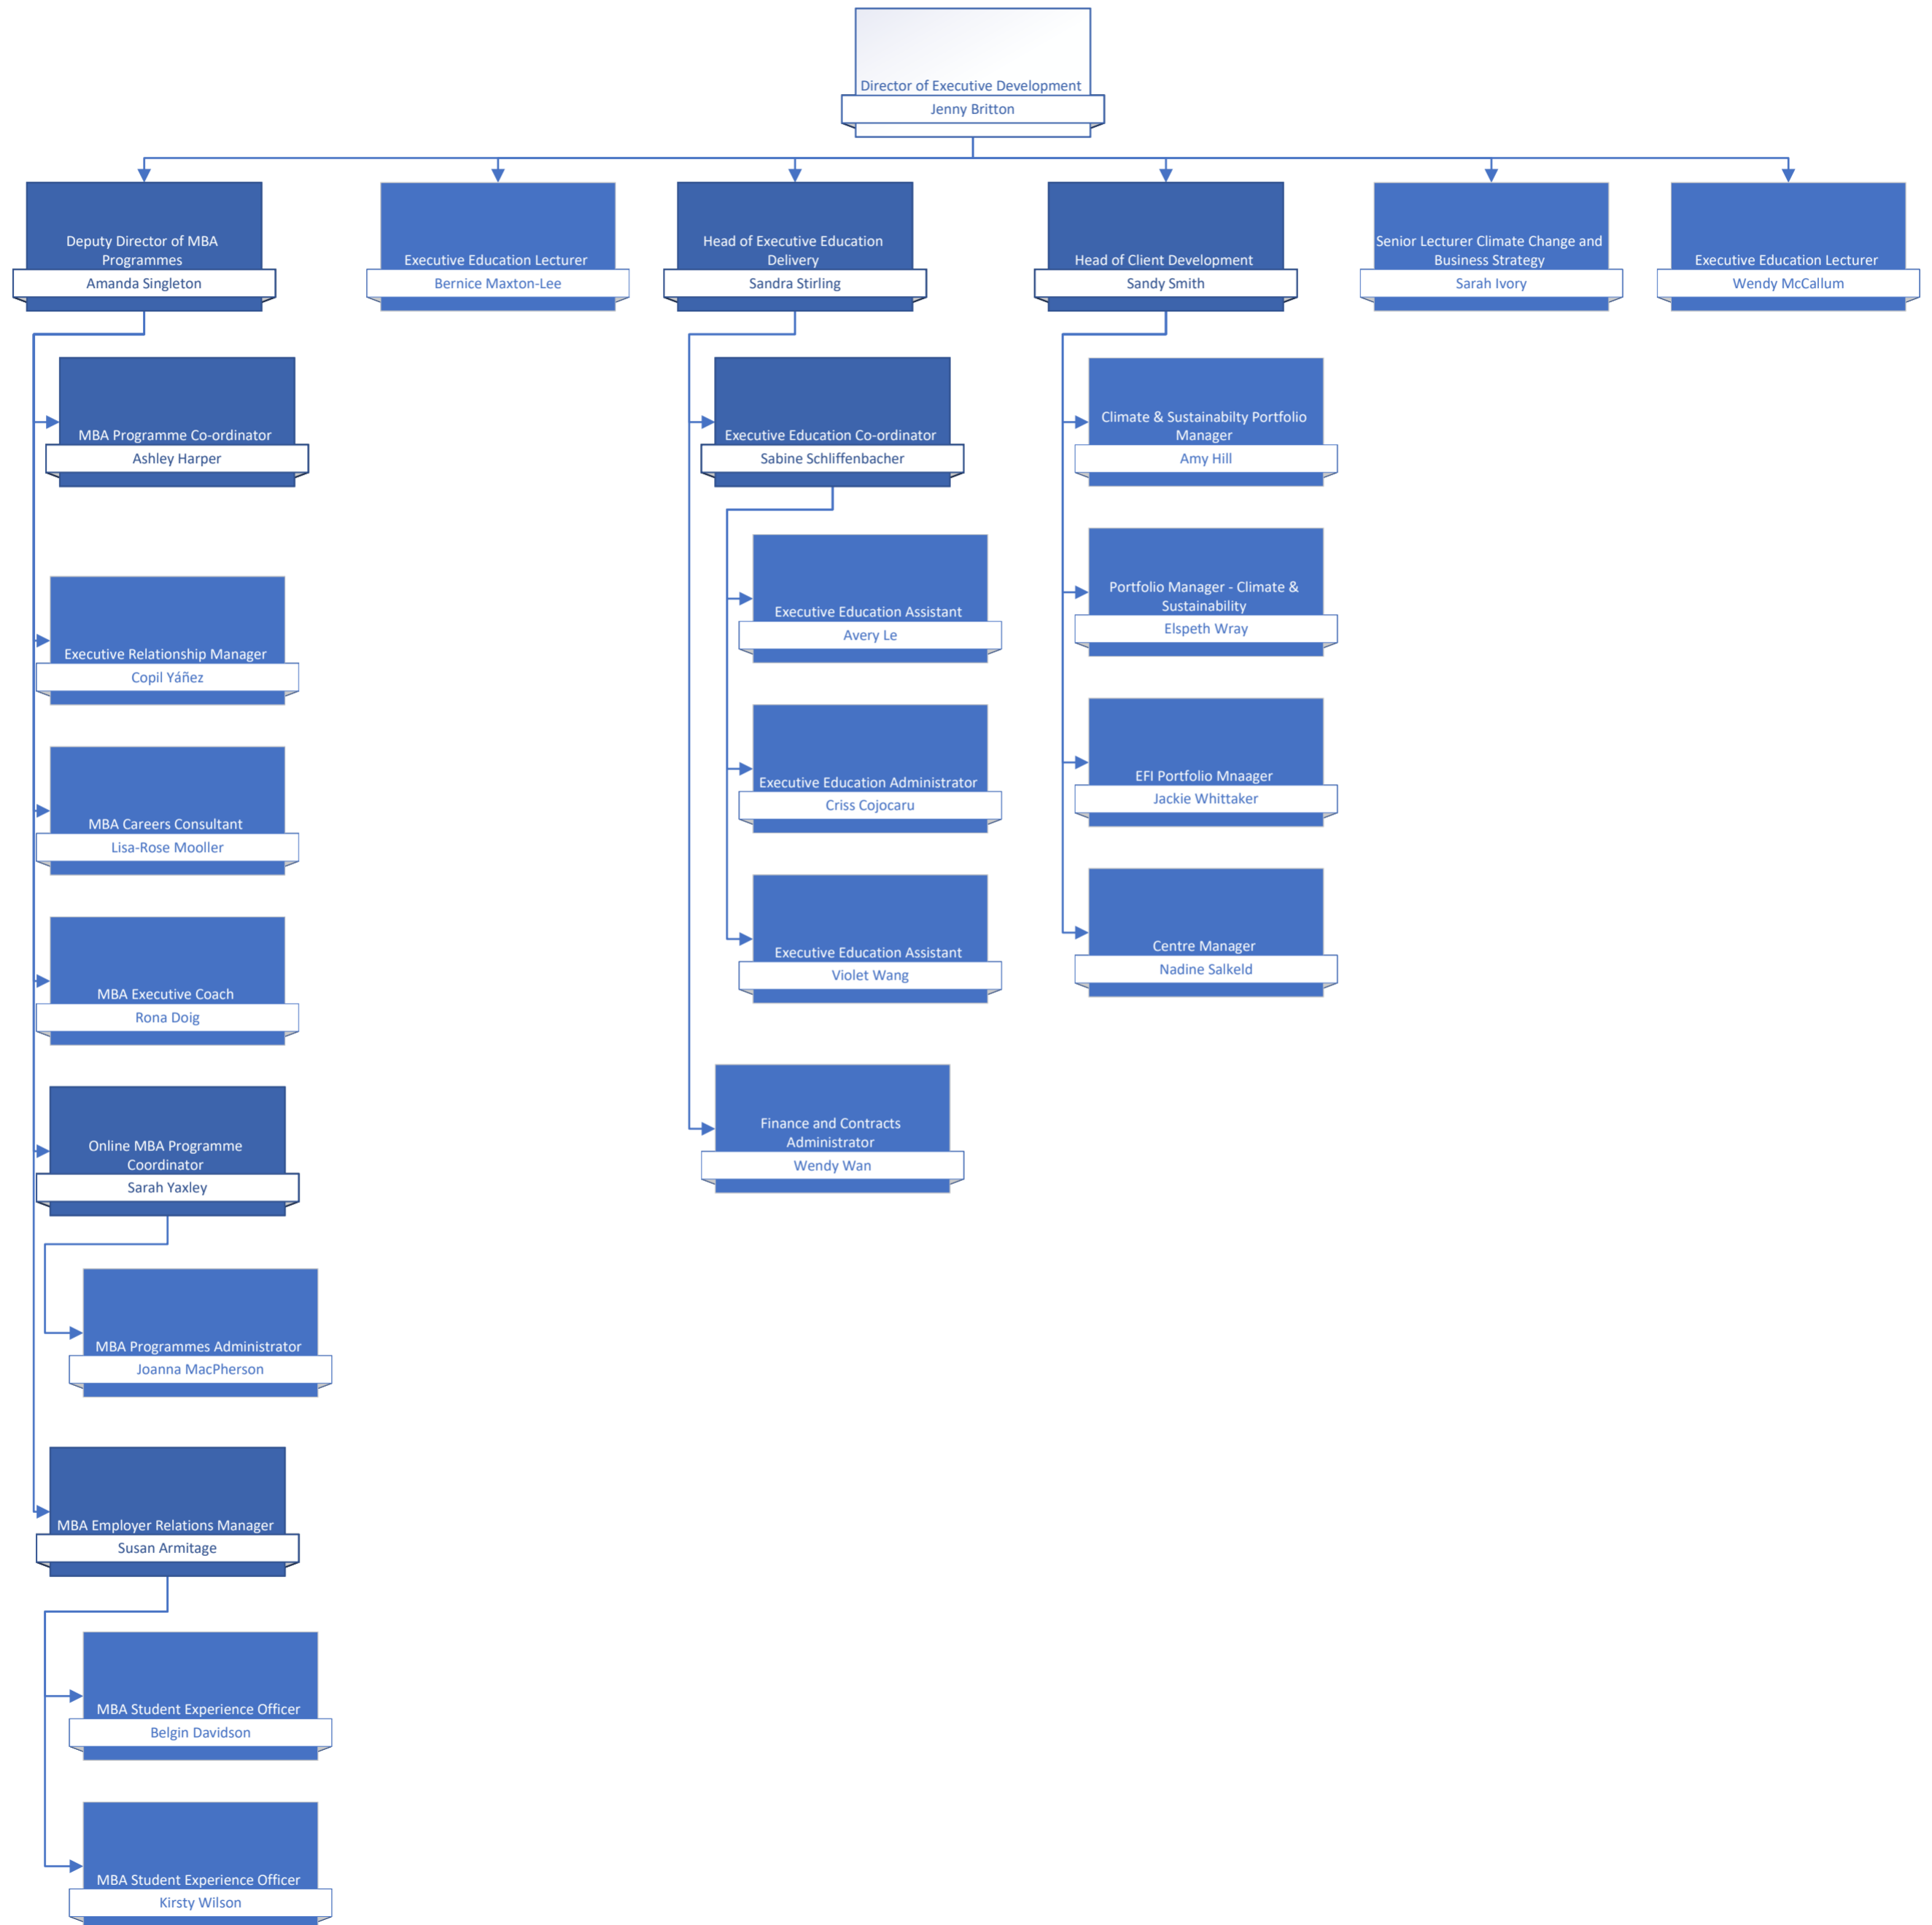 Director of Executive Development
Jenny Britton
Deputy Director of MBA
Programmes
Amanda Singleton
Executive Education Lecturer
Bernice Maxton-Lee
Head of Executive Education
Delivery
Sandra Stirling
Head of Client Development
Sandy Smith
Senior Lecturer Climate Change and
Business Strategy
Sarah Ivory
Executive Education Lecturer
Wendy McCallum
MBA Programme Co-ordinator
Ashley Harper
Executive Relationship Manager
Copil Yáñez
MBA Careers Consultant
Lisa-Rose Mooller
MBA Executive Coach
Rona Doig
Online MBA Programme
Coordinator
Sarah Yaxley
MBA Programmes Administrator
Joanna MacPherson
MBA Employer Relations Manager
Susan Armitage
MBA Student Experience Officer
Belgin Davidson
MBA Student Experience Officer
Kirsty Wilson
Executive Education Co-ordinator
Sabine Schliffenbacher
Executive Education Assistant
Avery Le
Executive Education Administrator
Criss Cojocaru
Executive Education Assistant
Violet Wang
Finance and Contracts
Administrator
Wendy Wan
Climate & Sustainabilty Portfolio
Manager
Amy Hill
Portfolio Manager - Climate &
Sustainability
Elspeth Wray
EFI Portfolio Mnaager
Jackie Whittaker
Centre Manager
Nadine Salkeld